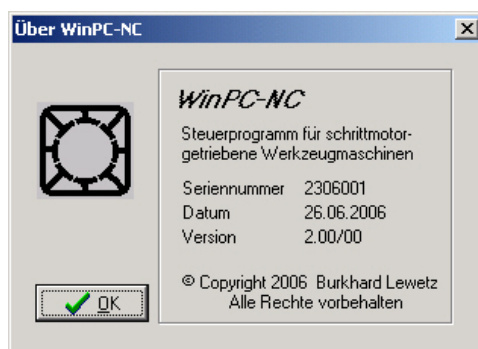 Über WinPC-NC
WinPC-NC
Steuerprogramm für schrittmotor-
getriebene Werkzeugmaschinen
Seriennummer 2306001
Datum 26.06.2006
Version 2.00/00
© Copyright 2006 Burkhard Lewetz
Alle Rechte vorbehalten
OK